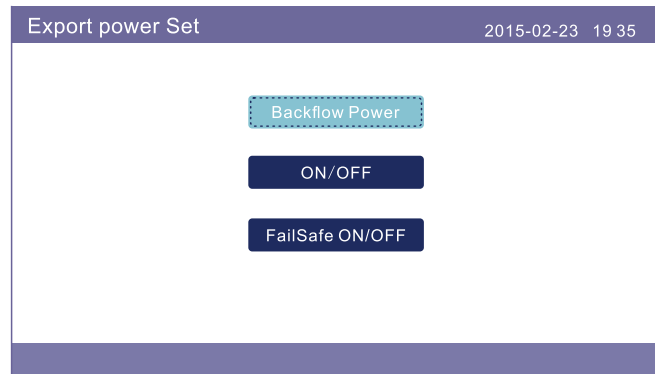 Export power Set
2015-02-23 19 35
Backflow Power
ON/OFF
FailSafe ON/OFF